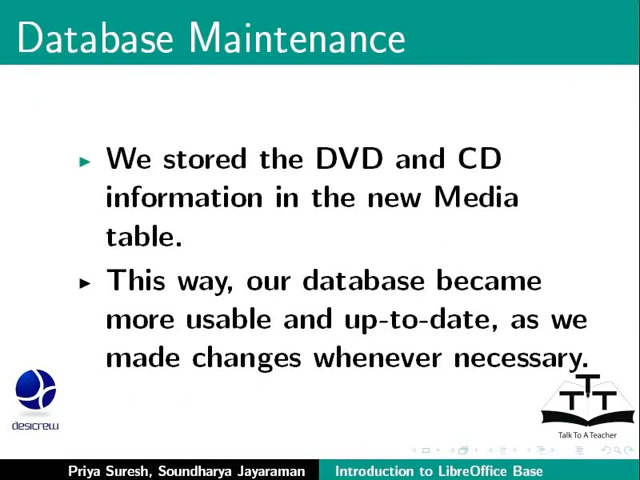 Database Maintenance
We stored the DVD and CD
information in the new Media
table.
This way, our database became
more usable and up-to-date, as we
made changes whenever necessary.
desicrew
TTT
Talk To A Teacher
Priya Suresh, Soundharya Jayaraman
Introduction to LibreOffice Base